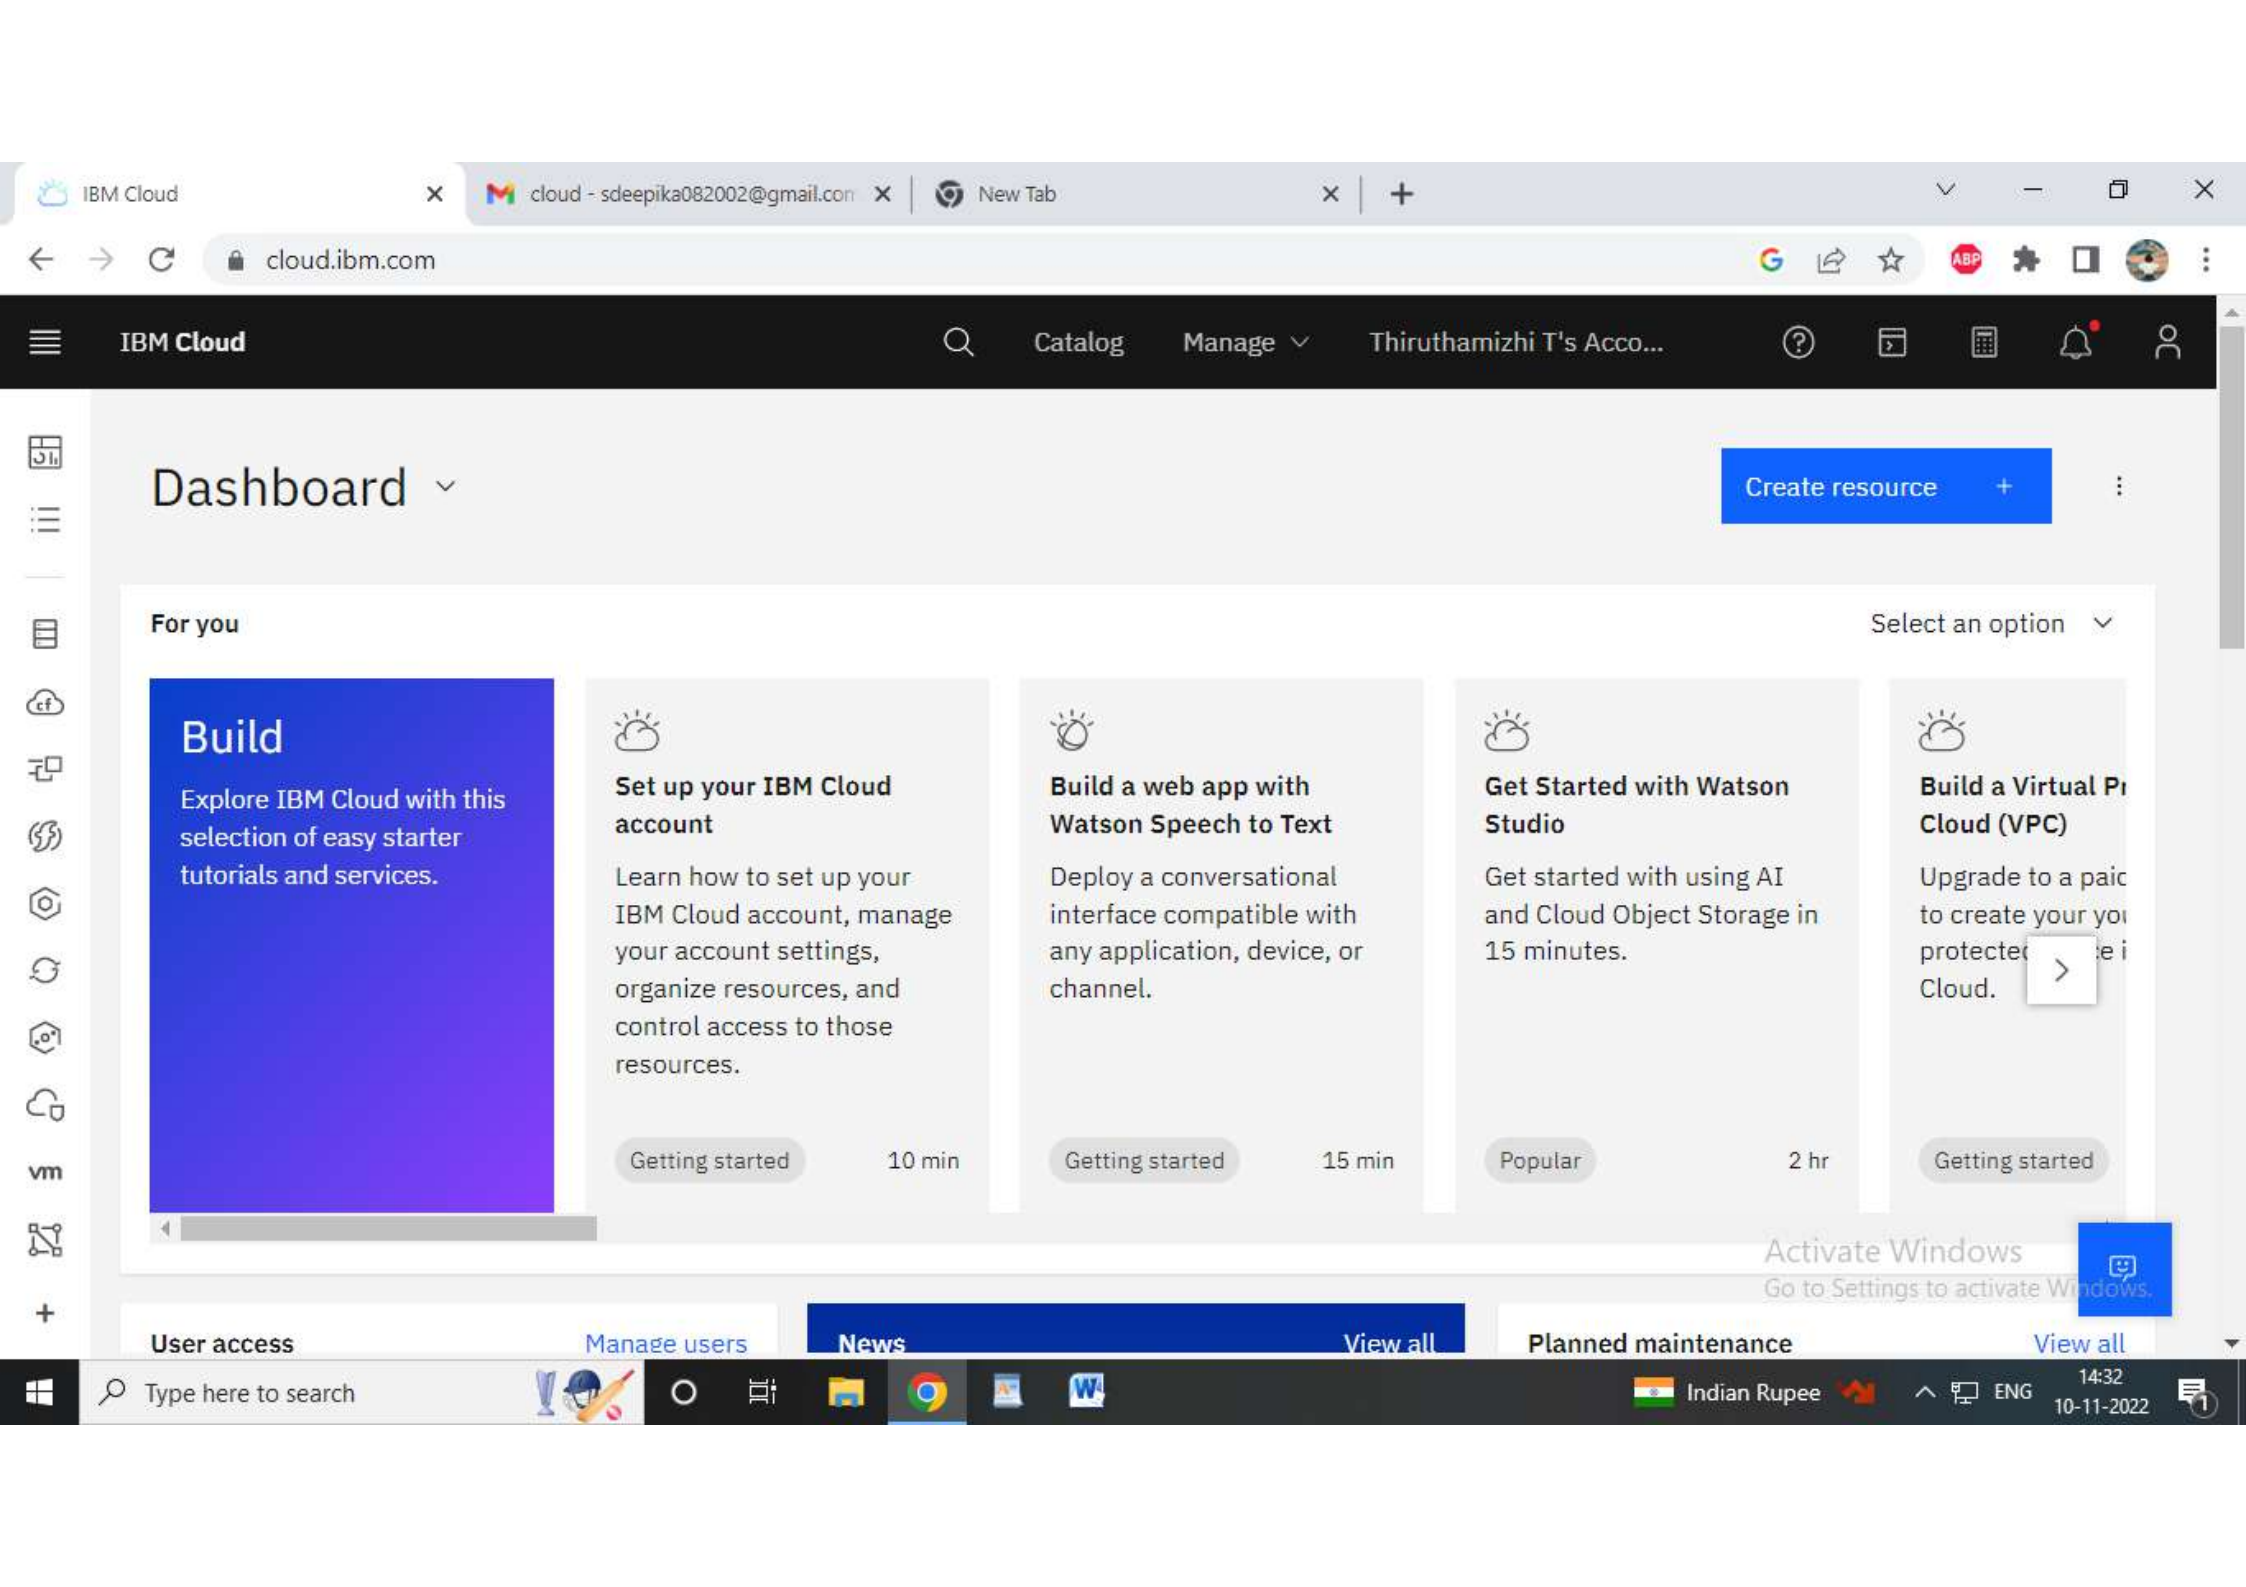 IBM Cloud
cloud - sdeepika082002@gmail.con
New Tab
cloud.ibm.com
G
ABP
IBM Cloud
Catalog
Manage
Thiruthamizhi T's Acco...
Dashboard
Create resource +
For you
Select an option
cf
vm
Build
Explore IBM Cloud with this
selection of easy starter
tutorials and services.
Set up your IBM Cloud
account
Learn how to set up your
IBM Cloud account, manage
your account settings,
organize resources, and
control access to those
resources.
Getting started
10 min
Build a web app with
Watson Speech to Text
Deploy a conversational
interface compatible with
any application, device, or
channel.
Getting started
15 min
Get Started with Watson
Studio
Get started with using AI
and Cloud Object Storage in
15 minutes.
Popular
2 hr
Build a Virtual
Cloud (VPC)
Upgrade to a
to create your
Cloud.
Getting started
Activate Windows
Go to Settings to activate Windows.
User access
Manage users
News
View all
Planned maintenance
View all
Type here to search
W
Indian Rupee
ENG
14:32
10-11-2022
1